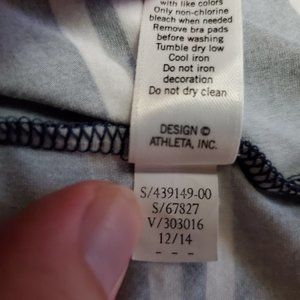 with like colors
Only non-chlorine
bleach when needed
Remove bra pads
before washing
Tumble dry low
Cool iron
Do not iron
decoration
Do not dry clean
DESIGN ©
ATHLETA, INC.
S/439149-00
S/67827
V/303016
12/14
- - -